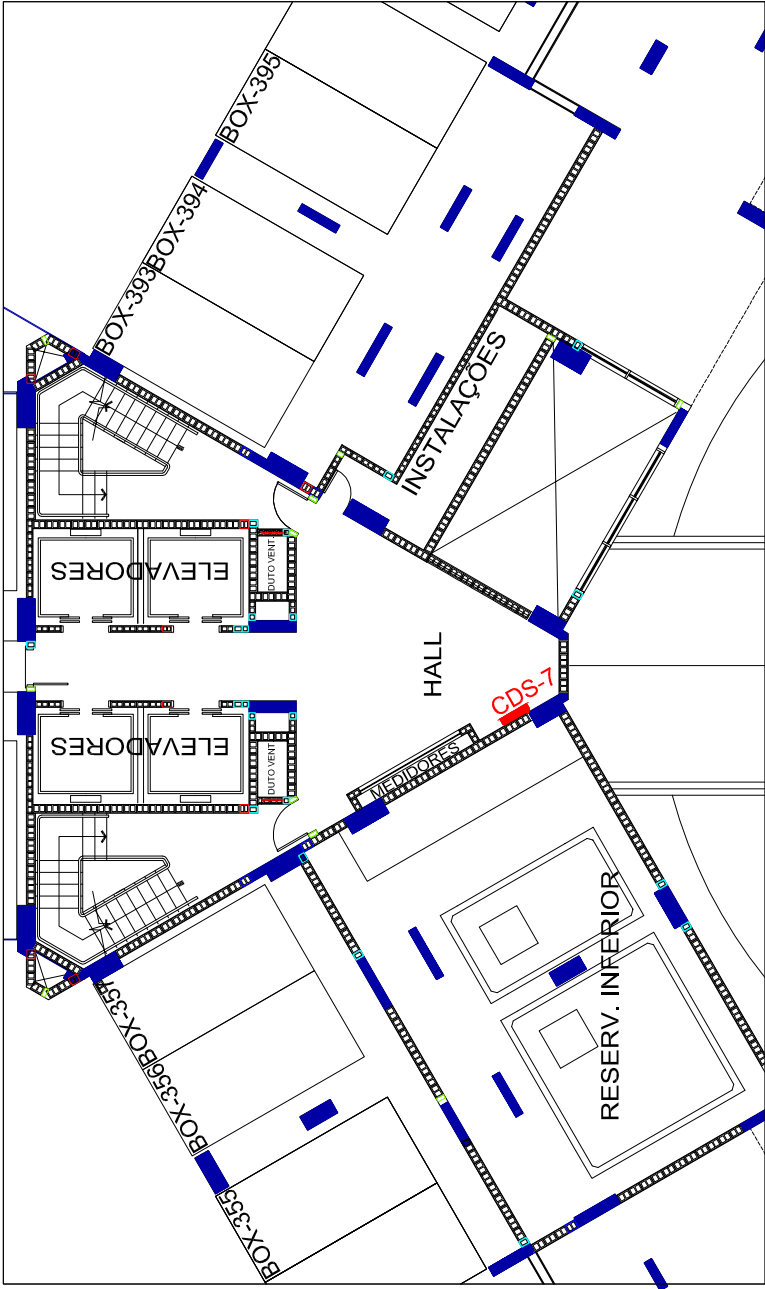 BOX-395
BOX-394
BOX-393
INSTALAÇÕES
ELEVADORES
DUTO VENT.
HALL
CDS-7
ELEVADORES
DUTO VENT.
MEDIDORES
RESERV. INFERIOR
BOX-357
BOX-356
BOX-355